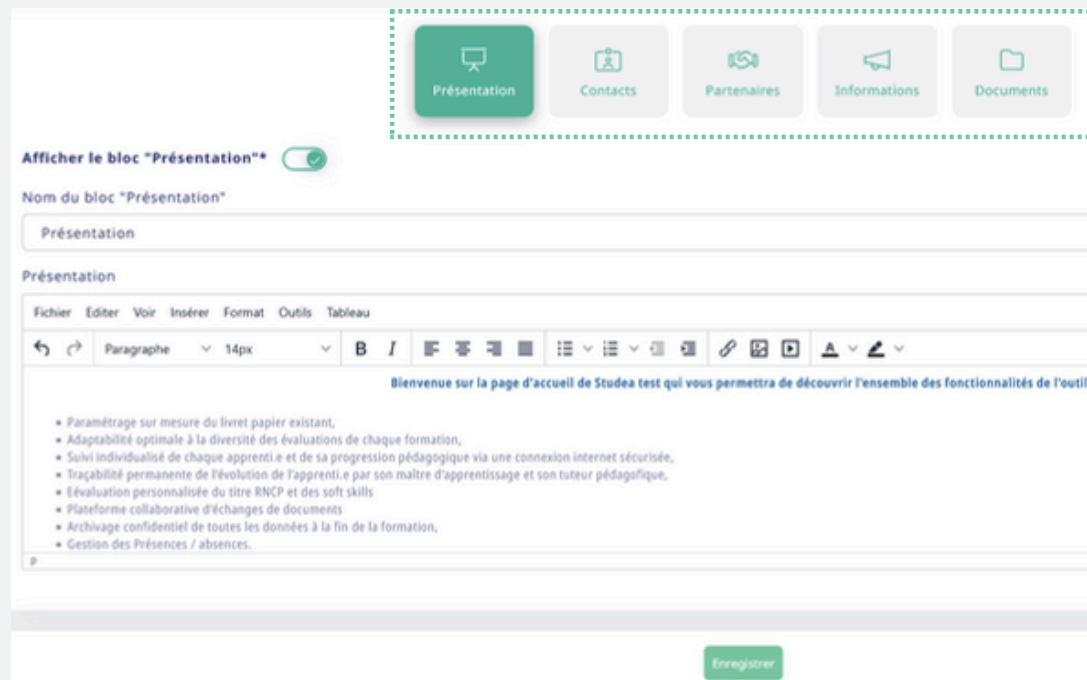 Présentation
Contacts
Partenaires
Informations
Documents
Afficher le bloc "Présentation"*
Nom du bloc "Présentation"
Présentation
Présentation
Fichier Editer Voir Insérer Format Outils Tableau
Paragraphe 14px B I A
Bienvenue sur la page d'accueil de Studea test qui vous permettra de découvrir l'ensemble des fonctionnalités de l'outil
Paramétrage sur mesure du livret papier existant,
Adaptabilité optimale à la diversité des évaluations de chaque formation,
Suivi individualisé de chaque apprenti.e et de sa progression pédagogique via une connexion internet sécurisée,
Traçabilité permanente de l'évolution de l'apprenti.e par son maître d'apprentissage et son tuteur pédagofique,
Eévaluation personnalisée du titre RNCP et des soft skills
Plateforme collaborative d'échanges de documents
Archivage confidentiel de toutes les données à la fin de la formation,
Gestion des Présences / absences.
P
Enregistrer